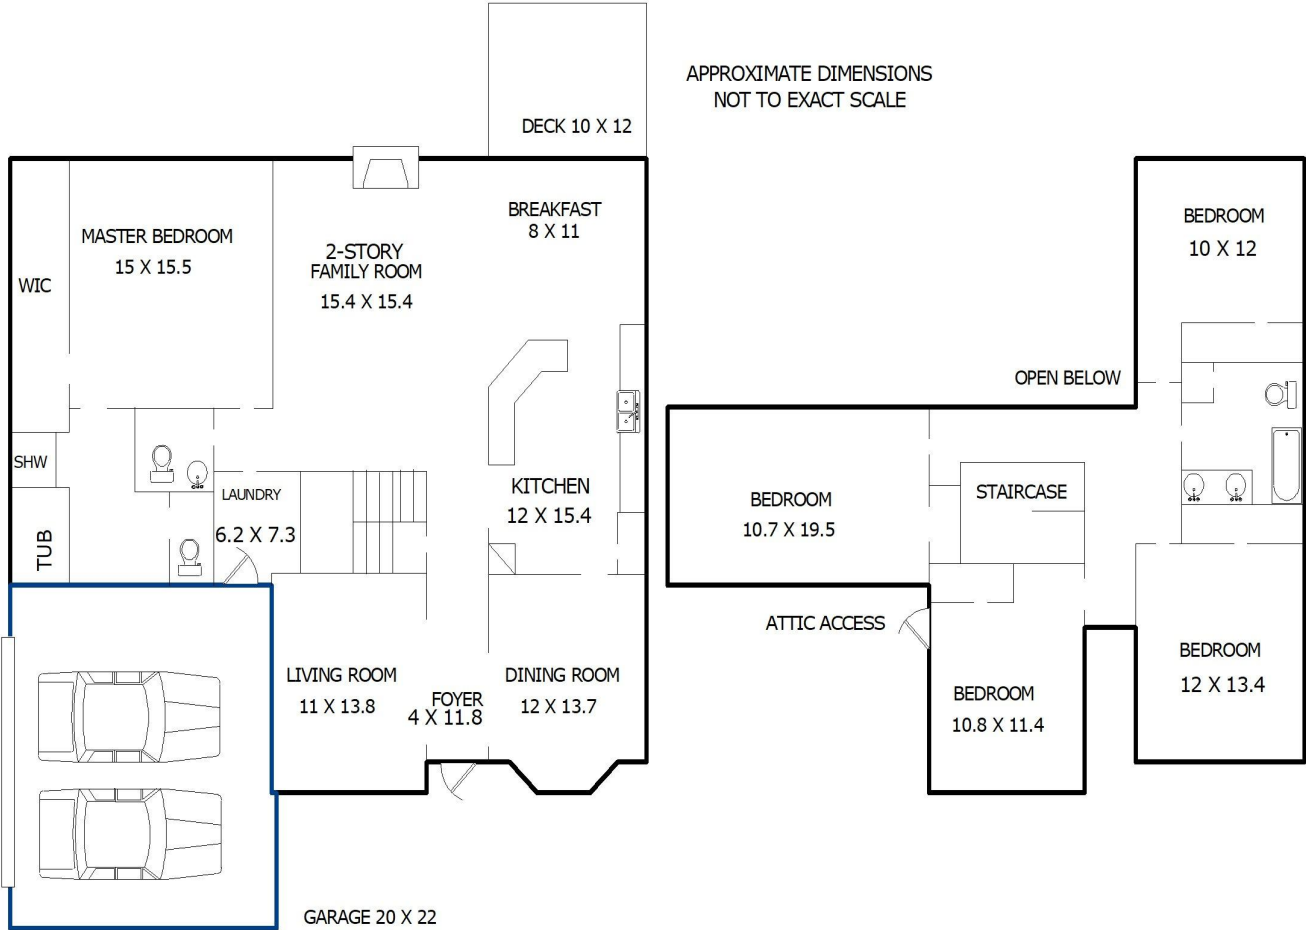 APPROXIMATE DIMENSIONS
NOT TO EXACT SCALE
DECK 10 X 12
MASTER BEDROOM
15 X 15.5
WIC
2-STORY
FAMILY ROOM
15.4 X 15.4
BREAKFAST
8 X 11
SHW
TUB
LAUNDRY
6.2 X 7.3
KITCHEN
12 X 15.4
LIVING ROOM
11 X 13.8
FOYER
4 X 11.8
DINING ROOM
12 X 13.7
GARAGE 20 X 22
BEDROOM
10 X 12
OPEN BELOW
BEDROOM
10.7 X 19.5
STAIRCASE
ATTIC ACCESS
BEDROOM
10.8 X 11.4
BEDROOM
12 X 13.4